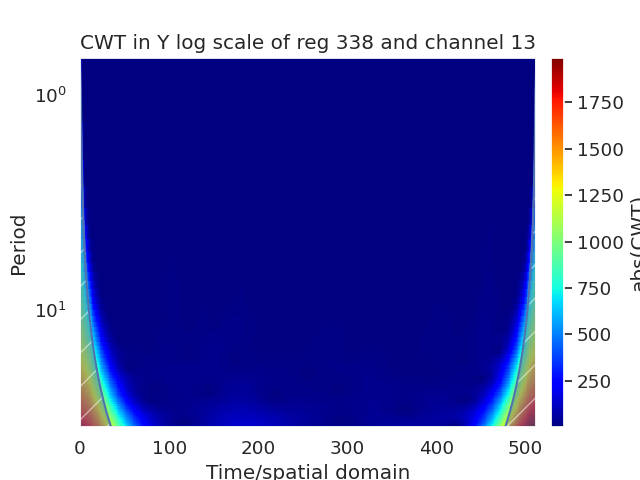 CWT in Y log scale of reg 338 and channel 13
10⁰
10¹
Period
0 100 200 300 400 500
Time/spatial domain
1750
1500
1250
1000
750
500
250
abs(CWT)